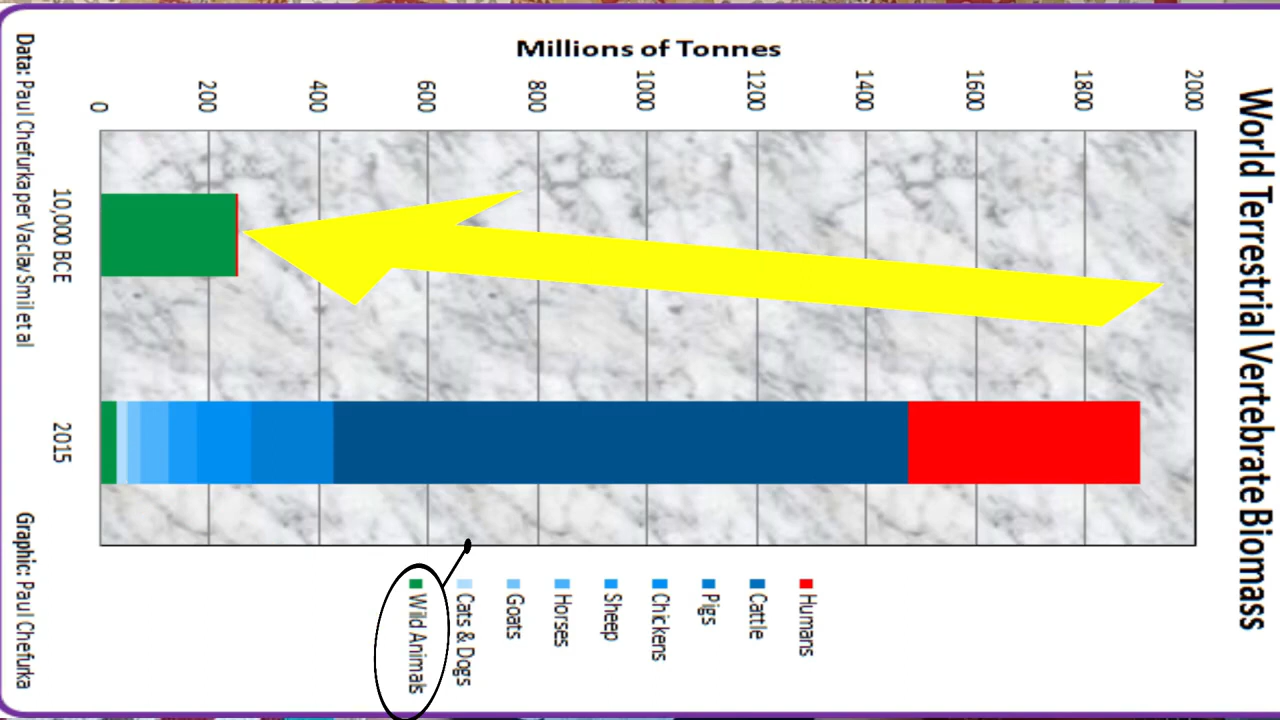 World Terrestrial Vertebrate Biomass
Millions of Tonnes
2000
1800
1600
1400
1200
1000
800
600
400
200
0
10,000 BCE
2015
Humans
Cattle
Pigs
Chickens
Sheep
Horses
Goats
Cats & Dogs
Wild Animals
Data: Paul Chefurka per Vaclav Smil et al
Graphic: Paul Chefurka